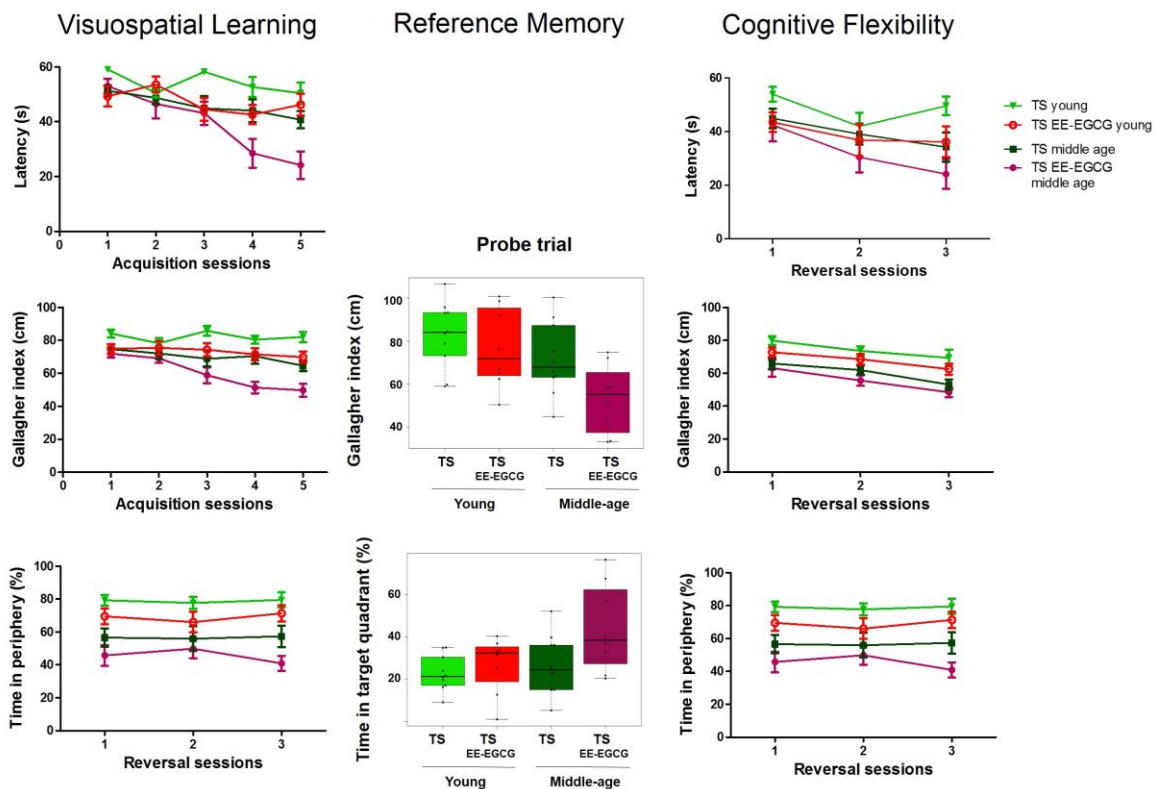 Visuospatial Learning
Reference Memory
Cognitive Flexibility
Latency (s)
60
40
20
0
0
1
2
3
4
5
Acquisition sessions
Latency (s)
60
40
20
0
1
2
3
Reversal sessions
TS young
TS EE-EGCG young
TS middle age
TS EE-EGCG
middle age
Gallagher index (cm)
100
80
60
40
20
0
0
1
2
3
4
5
Acquisition sessions
Probe trial
Gallagher index (cm)
100
80
60
40
TS
TS
EE-EGCG
TS
TS
EE-EGCG
Young
Middle-age
Gallagher index (cm)
100
80
60
40
20
0
1
2
3
Reversal sessions
Time in periphery (%)
100
80
60
40
20
0
1
2
3
Reversal sessions
Time in target quadrant (%)
60
40
20
TS
TS
EE-EGCG
TS
TS
EE-EGCG
Young
Middle-age
Time in periphery (%)
100
80
60
40
20
0
1
2
3
Reversal sessions